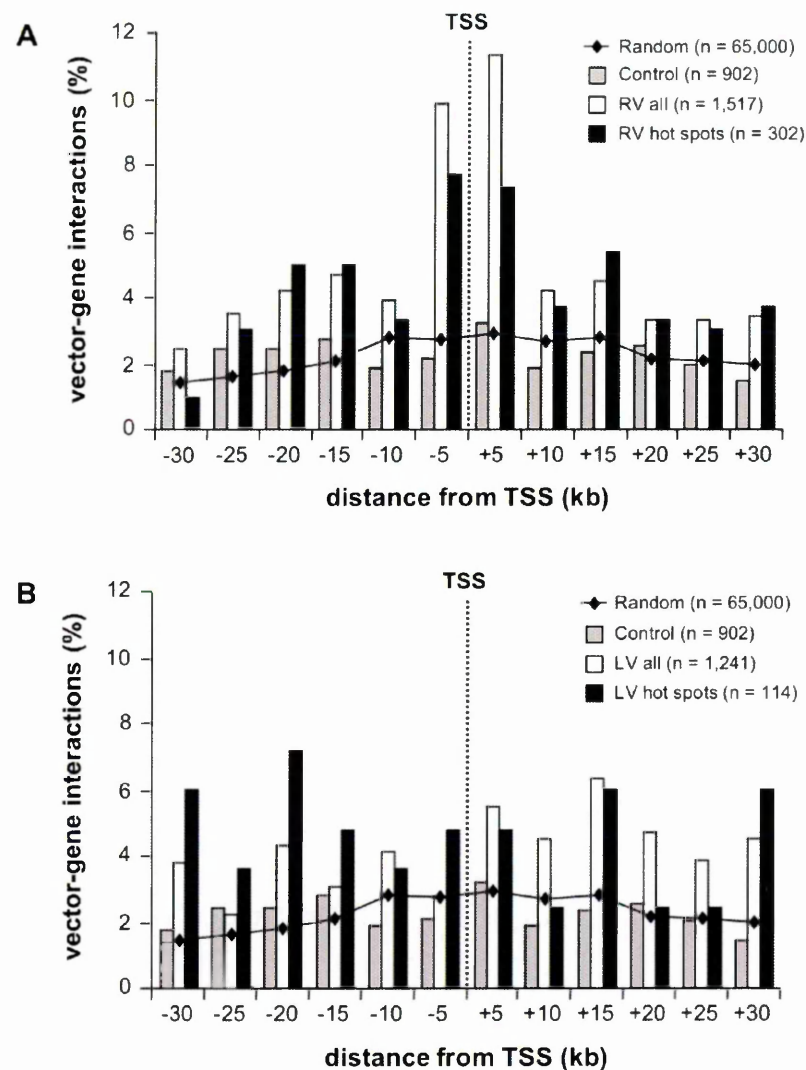 A
TSS
vector-gene interactions (%)
12
10
8
6
4
2
0
Random (n = 65,000)
Control (n = 902)
RV all (n = 1,517)
RV hot spots (n = 302)
-30 -25 -20 -15 -10 -5 +5 +10 +15 +20 +25 +30
distance from TSS (kb)
B
TSS
vector-gene interactions (%)
12
10
8
6
4
2
0
Random (n = 65,000)
Control (n = 902)
LV all (n = 1,241)
LV hot spots (n = 114)
-30 -25 -20 -15 -10 -5 +5 +10 +15 +20 +25 +30
distance from TSS (kb)